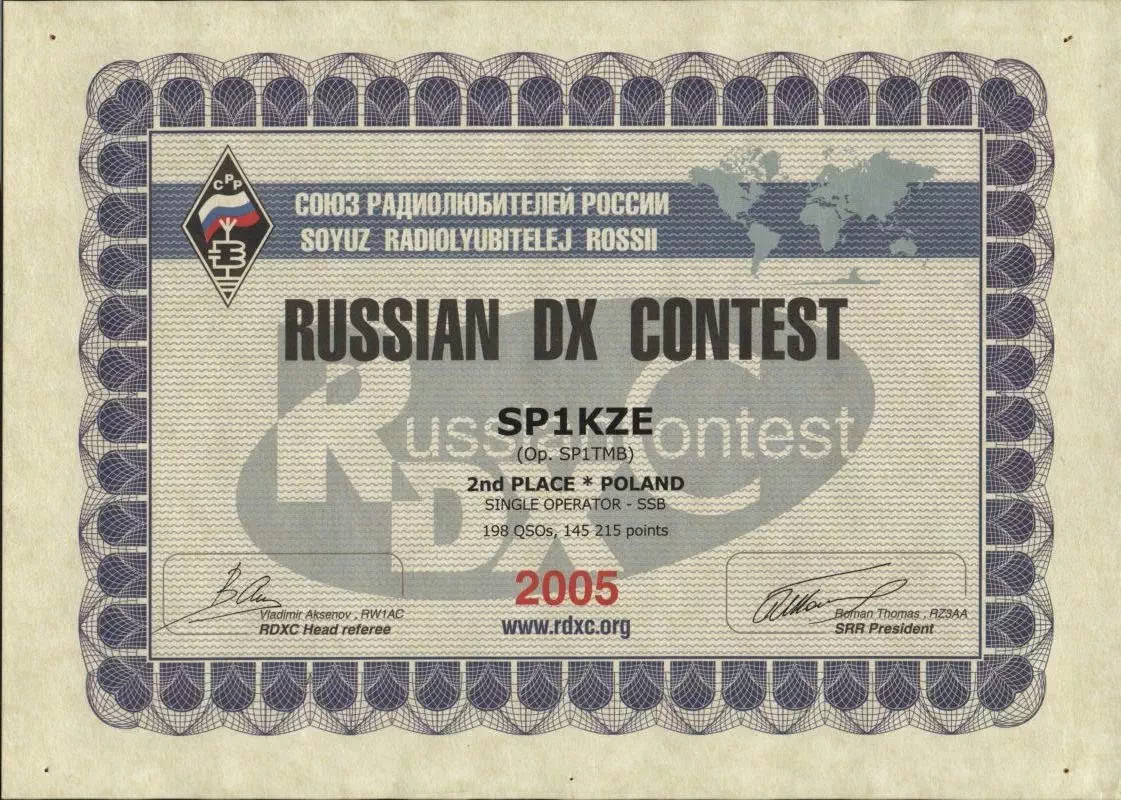 СРР
СОЮЗ РАДИОЛЮБИТЕЛЕЙ РОССИИ
SOYUZ RADIOLYUBITELEJ ROSSII
RUSSIAN DX CONTEST
Russian Contest
RDXC
SP1KZE
(Op. SP1TMB)
2nd PLACE * POLAND
SINGLE OPERATOR - SSB
198 QSOs, 145 215 points
2005
www.rdxc.org
Vladimir Aksenov , RW1AC
RDXC Head referee
Roman Thomas , RZ3AA
SRR President